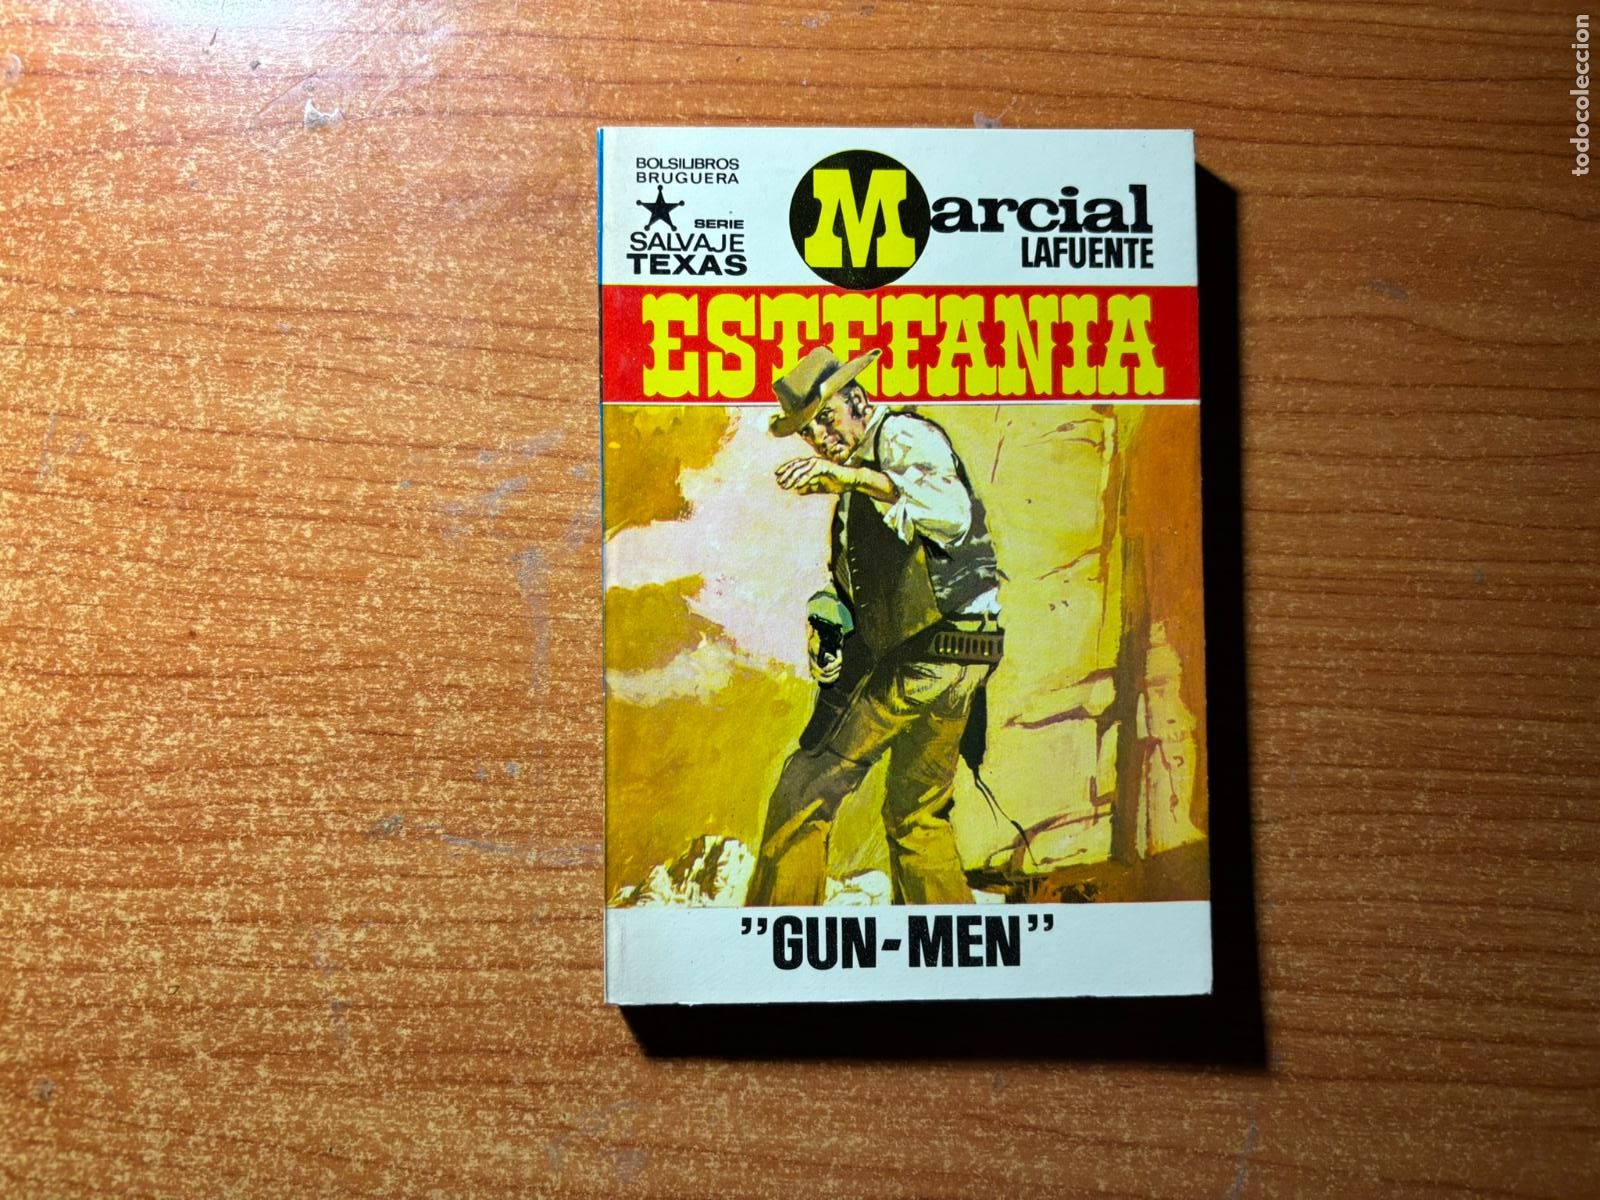 BOLSILIBROS
BRUGUERA
SERIE
SALVAJE
TEXAS
Marcial
LAFUENTE
ESTEFANIA
"GUN-MEN"
todocoleccion